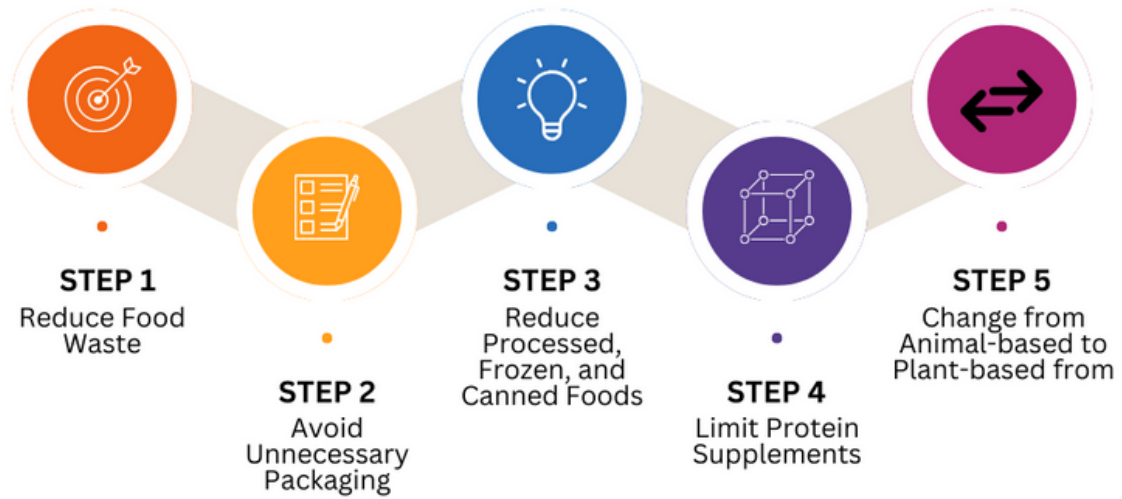 STEP 1
Reduce Food
Waste
STEP 2
Avoid
Unnecessary
Packaging
STEP 3
Reduce
Processed,
Frozen, and
Canned Foods
STEP 4
Limit Protein
Supplements
STEP 5
Change from
Animal-based to
Plant-based from